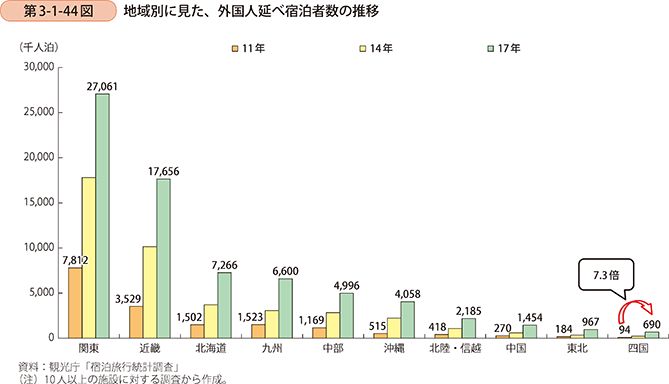 第3-1-44図 地域別に見た、外国人延べ宿泊者数の推移
（千人泊）
11年 14年 17年
30,000
25,000
20,000
15,000
10,000
5,000
0
7,812 27,061
3,529 17,656
1,502 7,266
1,523 6,600
1,169 4,996
515 4,058
418 2,185
270 1,454
184 967
94 690
7.3倍
関東 近畿 北海道 九州 中部 沖縄 北陸・信越 中国 東北 四国
資料：観光庁「宿泊旅行統計調査」
（注）10人以上の施設に対する調査から作成。